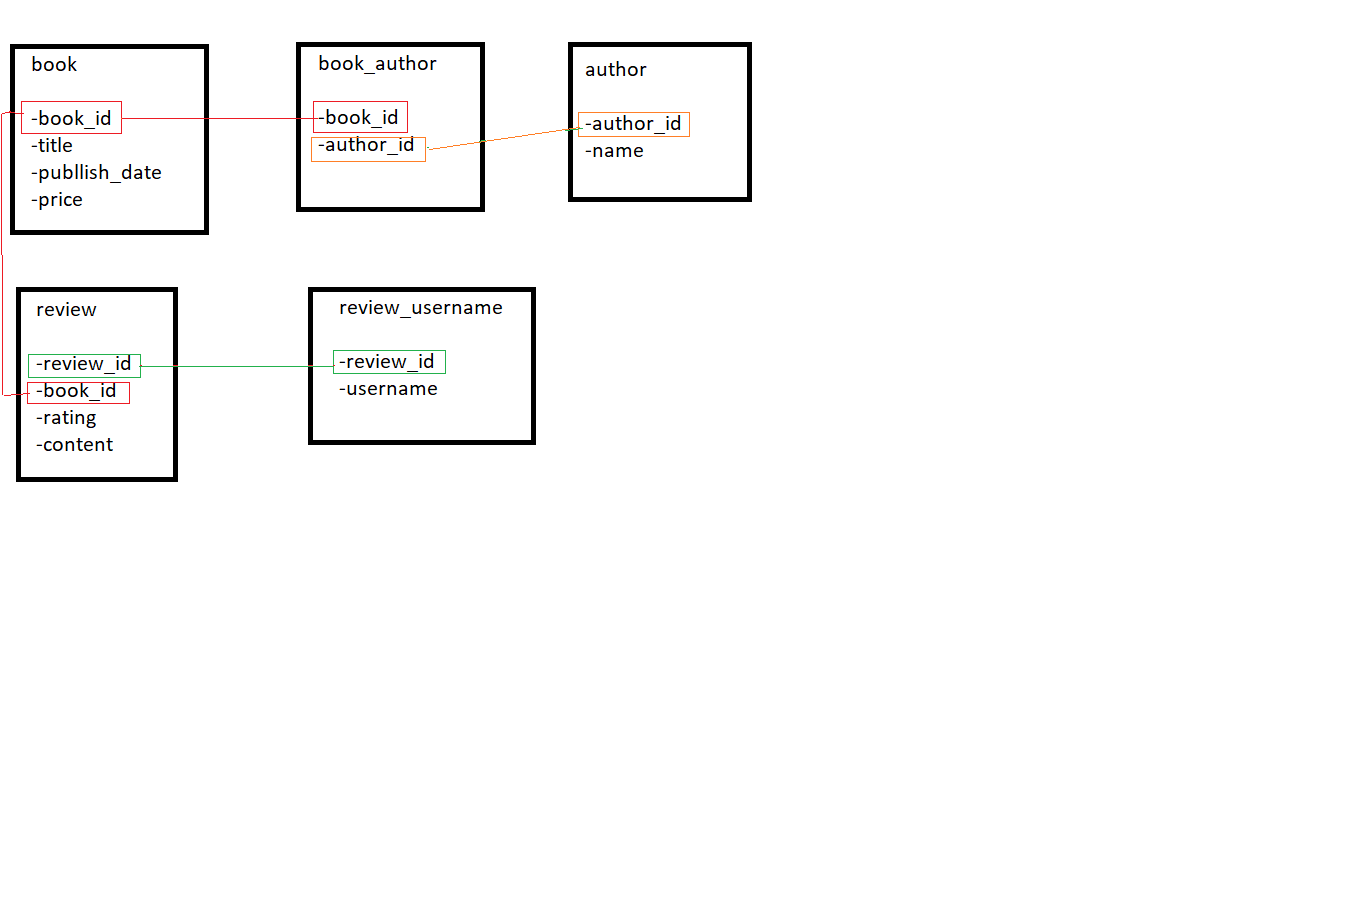 book
-book_id
-title
-publlish_date
-price
book_author
-book_id
-author_id
author
-author_id
-name
review
-review_id
-book_id
-rating
-content
review_username
-review_id
-username